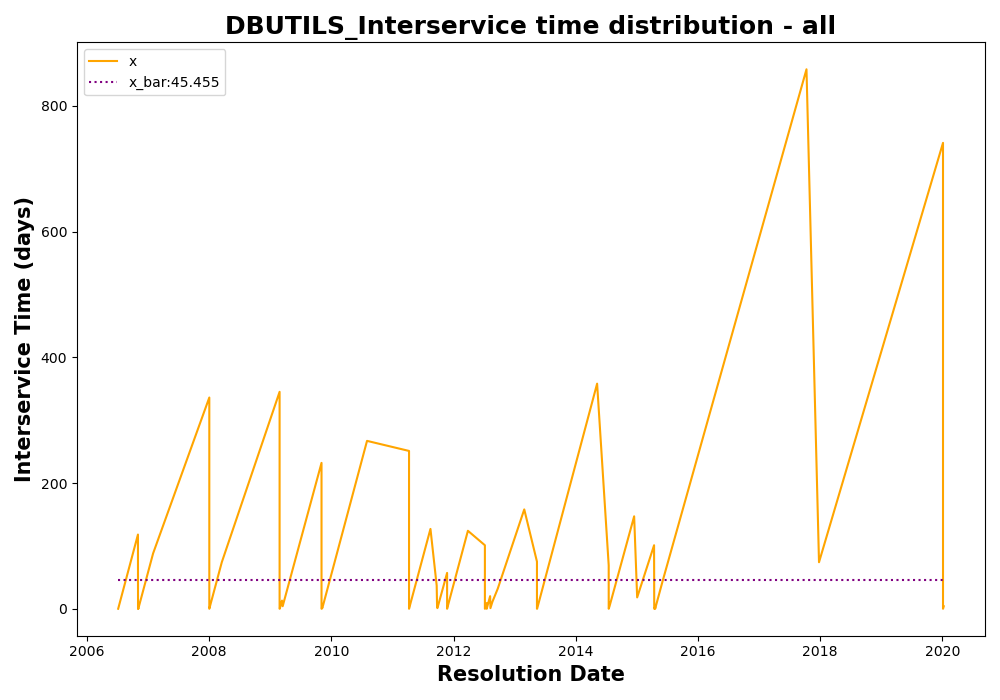 DBUTILS_Interservice time distribution - all
x
x_bar:45.455
Interservice Time (days)
800
600
400
200
0
2006 2008 2010 2012 2014 2016 2018 2020
Resolution Date